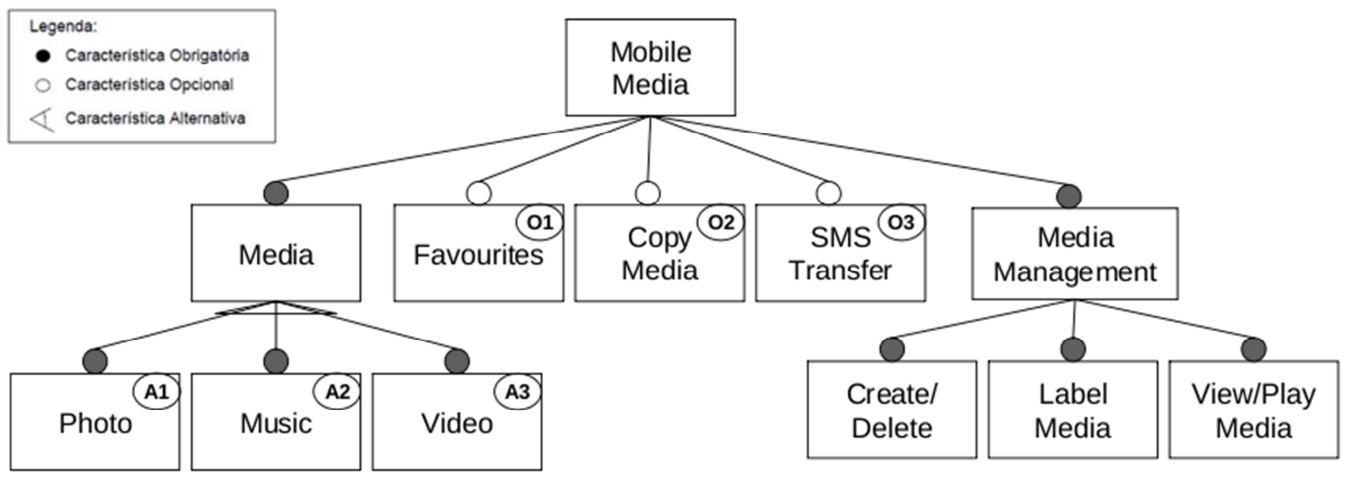 Legenda:
Característica Obrigatória
Característica Opcional
Característica Alternativa
Mobile
Media
Media
Favourites
O1
Copy
Media
O2
SMS
Transfer
O3
Media
Management
Photo
A1
Music
A2
Video
A3
Create/
Delete
Label
Media
View/Play
Media